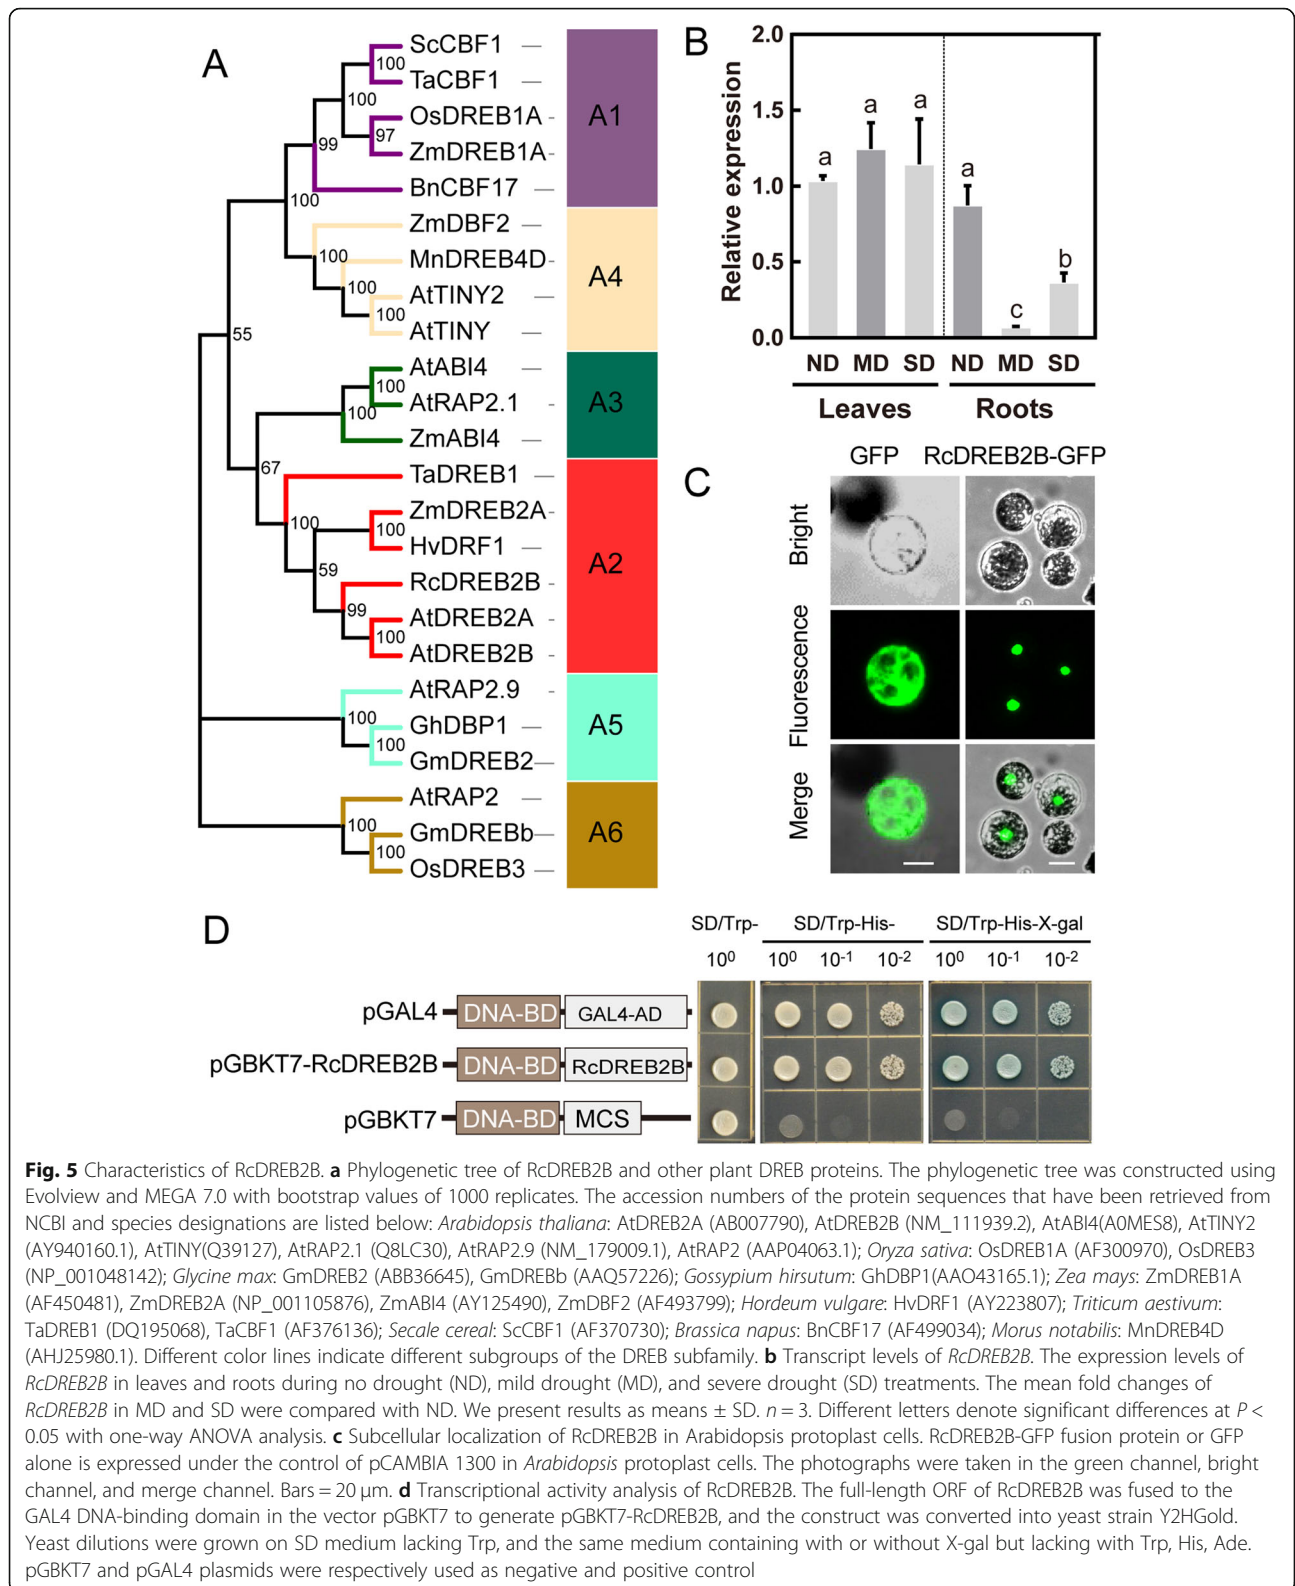 A
ScCBF1
TaCBF1
OsDREB1A
ZmDREB1A
BnCBF17
ZmDBF2
MnDREB4D
AtTINY2
AtTINY
AtABI4
AtRAP2.1
ZmABI4
TaDREB1
ZmDREB2A
HvDRF1
RcDREB2B
AtDREB2A
AtDREB2B
AtRAP2.9
GhDBP1
GmDREB2
AtRAP2
GmDREBb
OsDREB3
100
100
97
99
100
100
100
100
55
100
100
67
100
100
59
99
100
100
100
100
100
A1
A4
A3
A2
A5
A6
B
Relative expression
2.0
1.5
1.0
0.5
0.0
a
a
a
a
c
b
ND MD SD ND MD SD
Leaves Roots
C
GFP RcDREB2B-GFP
Bright
Fluorescence
Merge
D
SD/Trp- SD/Trp-His- SD/Trp-His-X-gal
10⁰ 10⁰ 10⁻¹ 10⁻² 10⁰ 10⁻¹ 10⁻²
pGAL4 DNA-BD GAL4-AD
pGBKT7-RcDREB2B DNA-BD RcDREB2B
pGBKT7 DNA-BD MCS
Fig. 5 Characteristics of RcDREB2B. a Phylogenetic tree of RcDREB2B and other plant DREB proteins. The phylogenetic tree was constructed using
Evolview and MEGA 7.0 with bootstrap values of 1000 replicates. The accession numbers of the protein sequences that have been retrieved from
NCBI and species designations are listed below: Arabidopsis thaliana: AtDREB2A (AB007790), AtDREB2B (NM_111939.2), AtABI4(A0MES8), AtTINY2
(AY940160.1), AtTINY(Q39127), AtRAP2.1 (Q8LC30), AtRAP2.9 (NM_179009.1), AtRAP2 (AAP04063.1); Oryza sativa: OsDREB1A (AF300970), OsDREB3
(NP_001048142); Glycine max: GmDREB2 (ABB36645), GmDREBb (AAQ57226); Gossypium hirsutum: GhDBP1(AAO43165.1); Zea mays: ZmDREB1A
(AF450481), ZmDREB2A (NP_001105876), ZmABI4 (AY125490), ZmDBF2 (AF493799); Hordeum vulgare: HvDRF1 (AY223807); Triticum aestivum:
TaDREB1 (DQ195068), TaCBF1 (AF376136); Secale cereal: ScCBF1 (AF370730); Brassica napus: BnCBF17 (AF499034); Morus notabilis: MnDREB4D
(AHJ25980.1). Different color lines indicate different subgroups of the DREB subfamily. b Transcript levels of RcDREB2B. The expression levels of
RcDREB2B in leaves and roots during no drought (ND), mild drought (MD), and severe drought (SD) treatments. The mean fold changes of
RcDREB2B in MD and SD were compared with ND. We present results as means ± SD. n = 3. Different letters denote significant differences at P <
0.05 with one-way ANOVA analysis. c Subcellular localization of RcDREB2B in Arabidopsis protoplast cells. RcDREB2B-GFP fusion protein or GFP
alone is expressed under the control of pCAMBIA 1300 in Arabidopsis protoplast cells. The photographs were taken in the green channel, bright
channel, and merge channel. Bars = 20 μm. d Transcriptional activity analysis of RcDREB2B. The full-length ORF of RcDREB2B was fused to the
GAL4 DNA-binding domain in the vector pGBKT7 to generate pGBKT7-RcDREB2B, and the construct was converted into yeast strain Y2HGold.
Yeast dilutions were grown on SD medium lacking Trp, and the same medium containing with or without X-gal but lacking with Trp, His, Ade.
pGBKT7 and pGAL4 plasmids were respectively used as negative and positive control